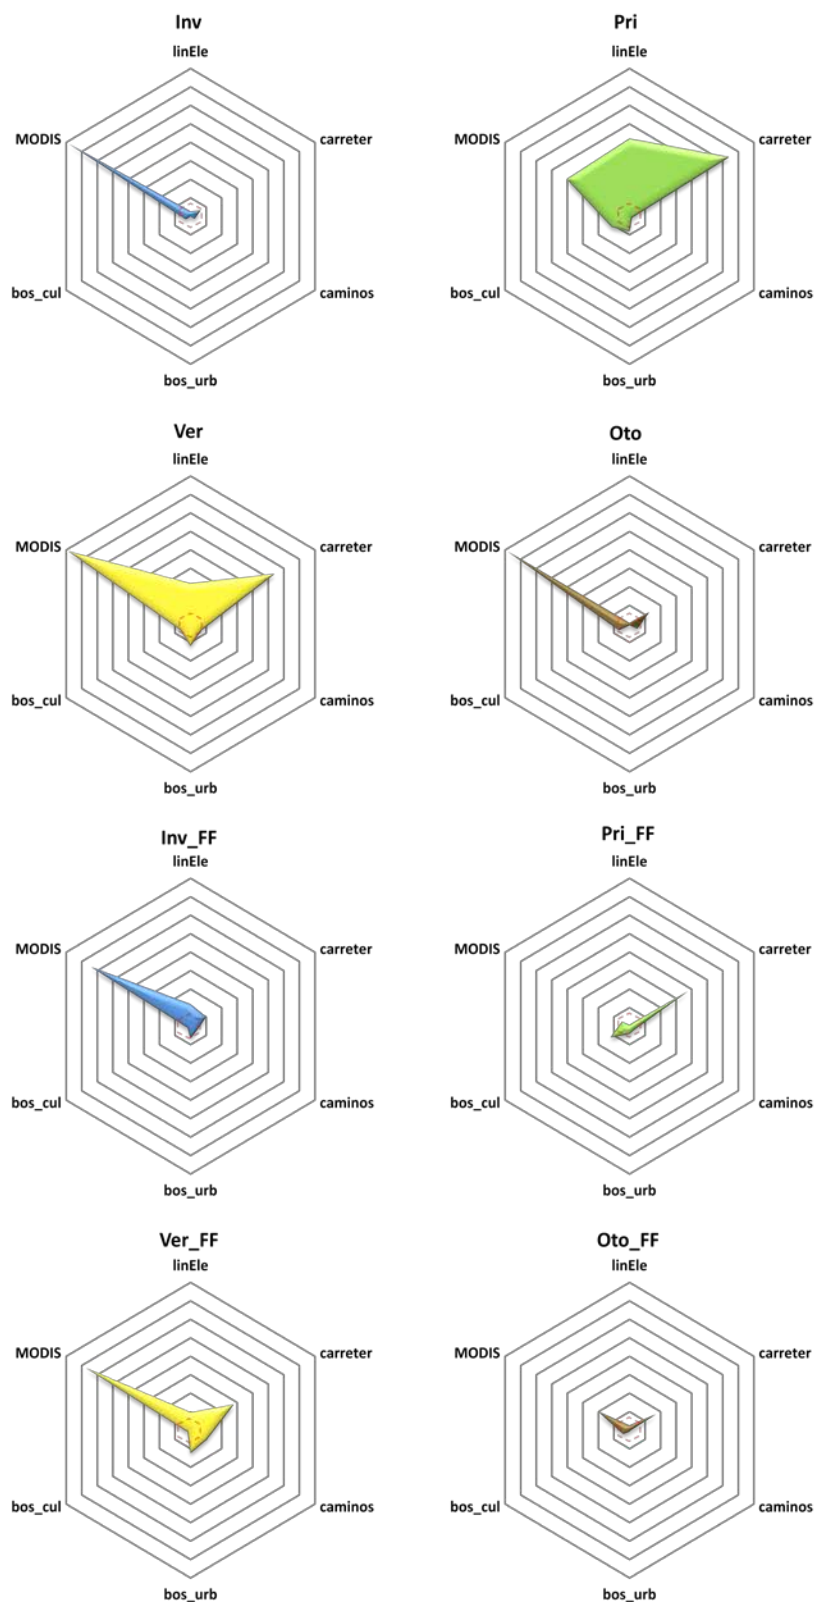 Inv
linEle
MODIS
carreter
bos_cul
caminos
bos_urb
Pri
linEle
MODIS
carreter
bos_cul
caminos
bos_urb
Ver
linEle
MODIS
carreter
bos_cul
caminos
bos_urb
Oto
linEle
MODIS
carreter
bos_cul
caminos
bos_urb
Inv_FF
linEle
MODIS
carreter
bos_cul
caminos
bos_urb
Pri_FF
linEle
MODIS
carreter
bos_cul
caminos
bos_urb
Ver_FF
linEle
MODIS
carreter
bos_cul
caminos
bos_urb
Oto_FF
linEle
MODIS
carreter
bos_cul
caminos
bos_urb